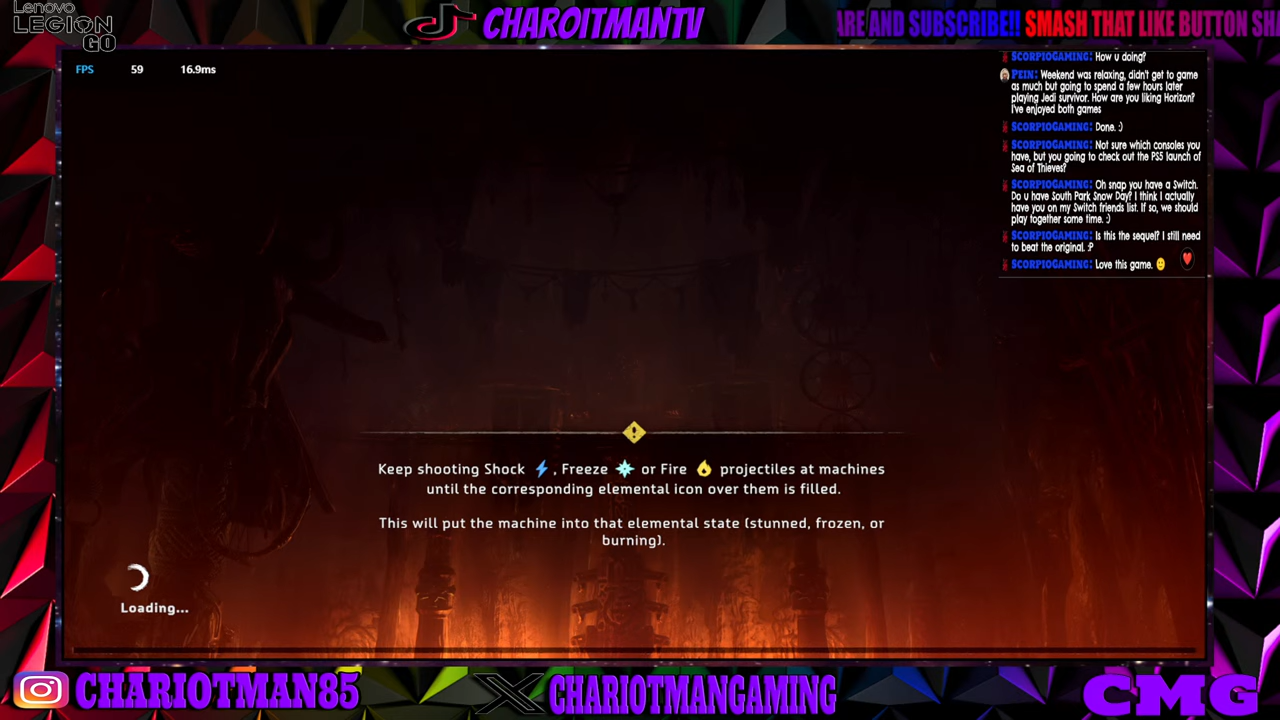 Lenovo
LEGION
GO
CHAROITMANTV
ARE AND SUBSCRIBE!! SMASH THAT LIKE BUTTON SH
FPS 59 16.9ms
ScorpioGaming: How u doing?
Pein: Weekend was relaxing, didn't get to game
as much but going to spend a few hours later
playing Jedi survivor. How are you liking Horizon?
I've enjoyed both games
ScorpioGaming: Done. :)
ScorpioGaming: Not sure which consoles you
have, but you going to check out the PS5 launch of
Sea of Thieves?
ScorpioGaming: Oh snap you have a Switch.
Do u have South Park Snow Day? I think I actually
have you on my Switch friends list. If so, we should
play together some time. :)
ScorpioGaming: Is this the sequel? I still need
to beat the original. :P
ScorpioGaming: Love this game. 🙂
Keep shooting Shock , Freeze or Fire projectiles at machines
until the corresponding elemental icon over them is filled.
This will put the machine into that elemental state (stunned, frozen, or
burning).
Loading...
CHARIOTMAN85
CHARIOTMANGAMING
CMG